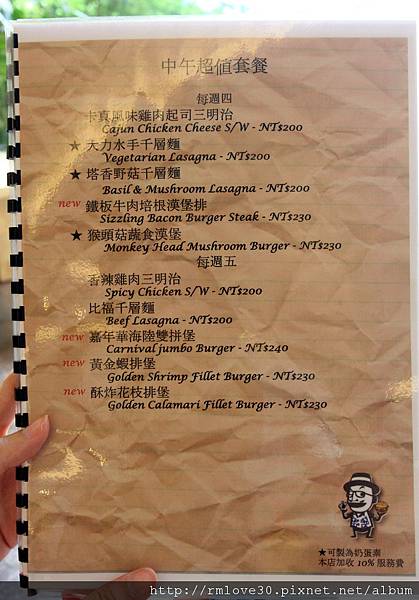 中午超值套餐
每週四
卡真風味雞肉起司三明治
Cajun Chicken Cheese S/W - NT$200
★ 大力水手千層麵
Vegetarian Lasagna - NT$200
★ 塔香野菇千層麵
Basil & Mushroom Lasagna - NT$200
new 鐵板牛肉培根漢堡排
Sizzling Bacon Burger Steak - NT$230
★ 猴頭菇蔬食漢堡
Monkey Head Mushroom Burger - NT$230
每週五
香辣雞肉三明治
Spicy Chicken S/W - NT$200
比福千層麵
Beef Lasagna - NT$200
new 嘉年華海陸雙拼堡
Carnival jumbo Burger - NT$240
new 黃金蝦排堡
Golden Shrimp Fillet Burger - NT$230
new 酥炸花枝排堡
Golden Calamari Fillet Burger - NT$230
★可製為奶蛋素
本店加收 10% 服務費
http://rmlove30.pixnet.net/album